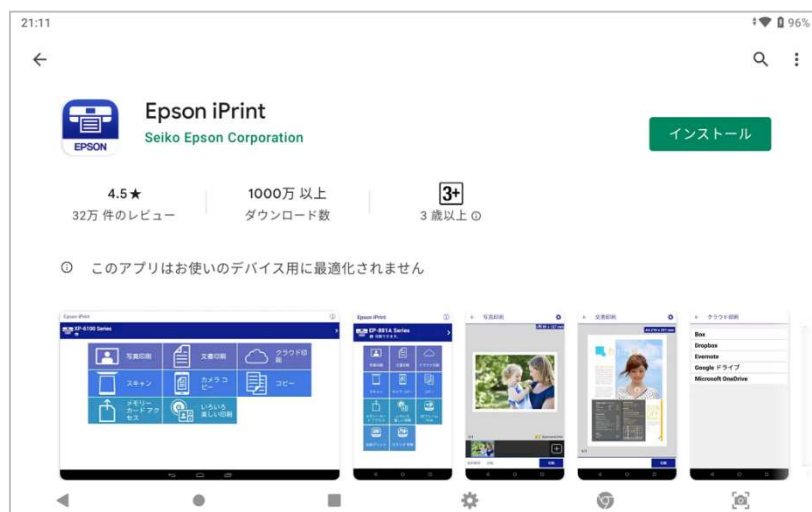 21:11
96%
Epson iPrint
Seiko Epson Corporation
インストール
EPSON
4.5★
1000万 以上
3+
32万 件のレビュー
ダウンロード数
3 歳以上
このアプリはお使いのデバイス用に最適化されません
Epson iPrint
XP-6100 Series
写真印刷
文書印刷
クラウド印
刷
スキャン
カメラコ
ピー
コピー
メモリー
カードアク
セス
いろいろ
楽しい印刷
Epson iPrint
EP-881A Series
写真印刷
文書印刷
クラウド印刷
Box
Dropbox
Evernote
Google ドライブ
Microsoft OneDrive